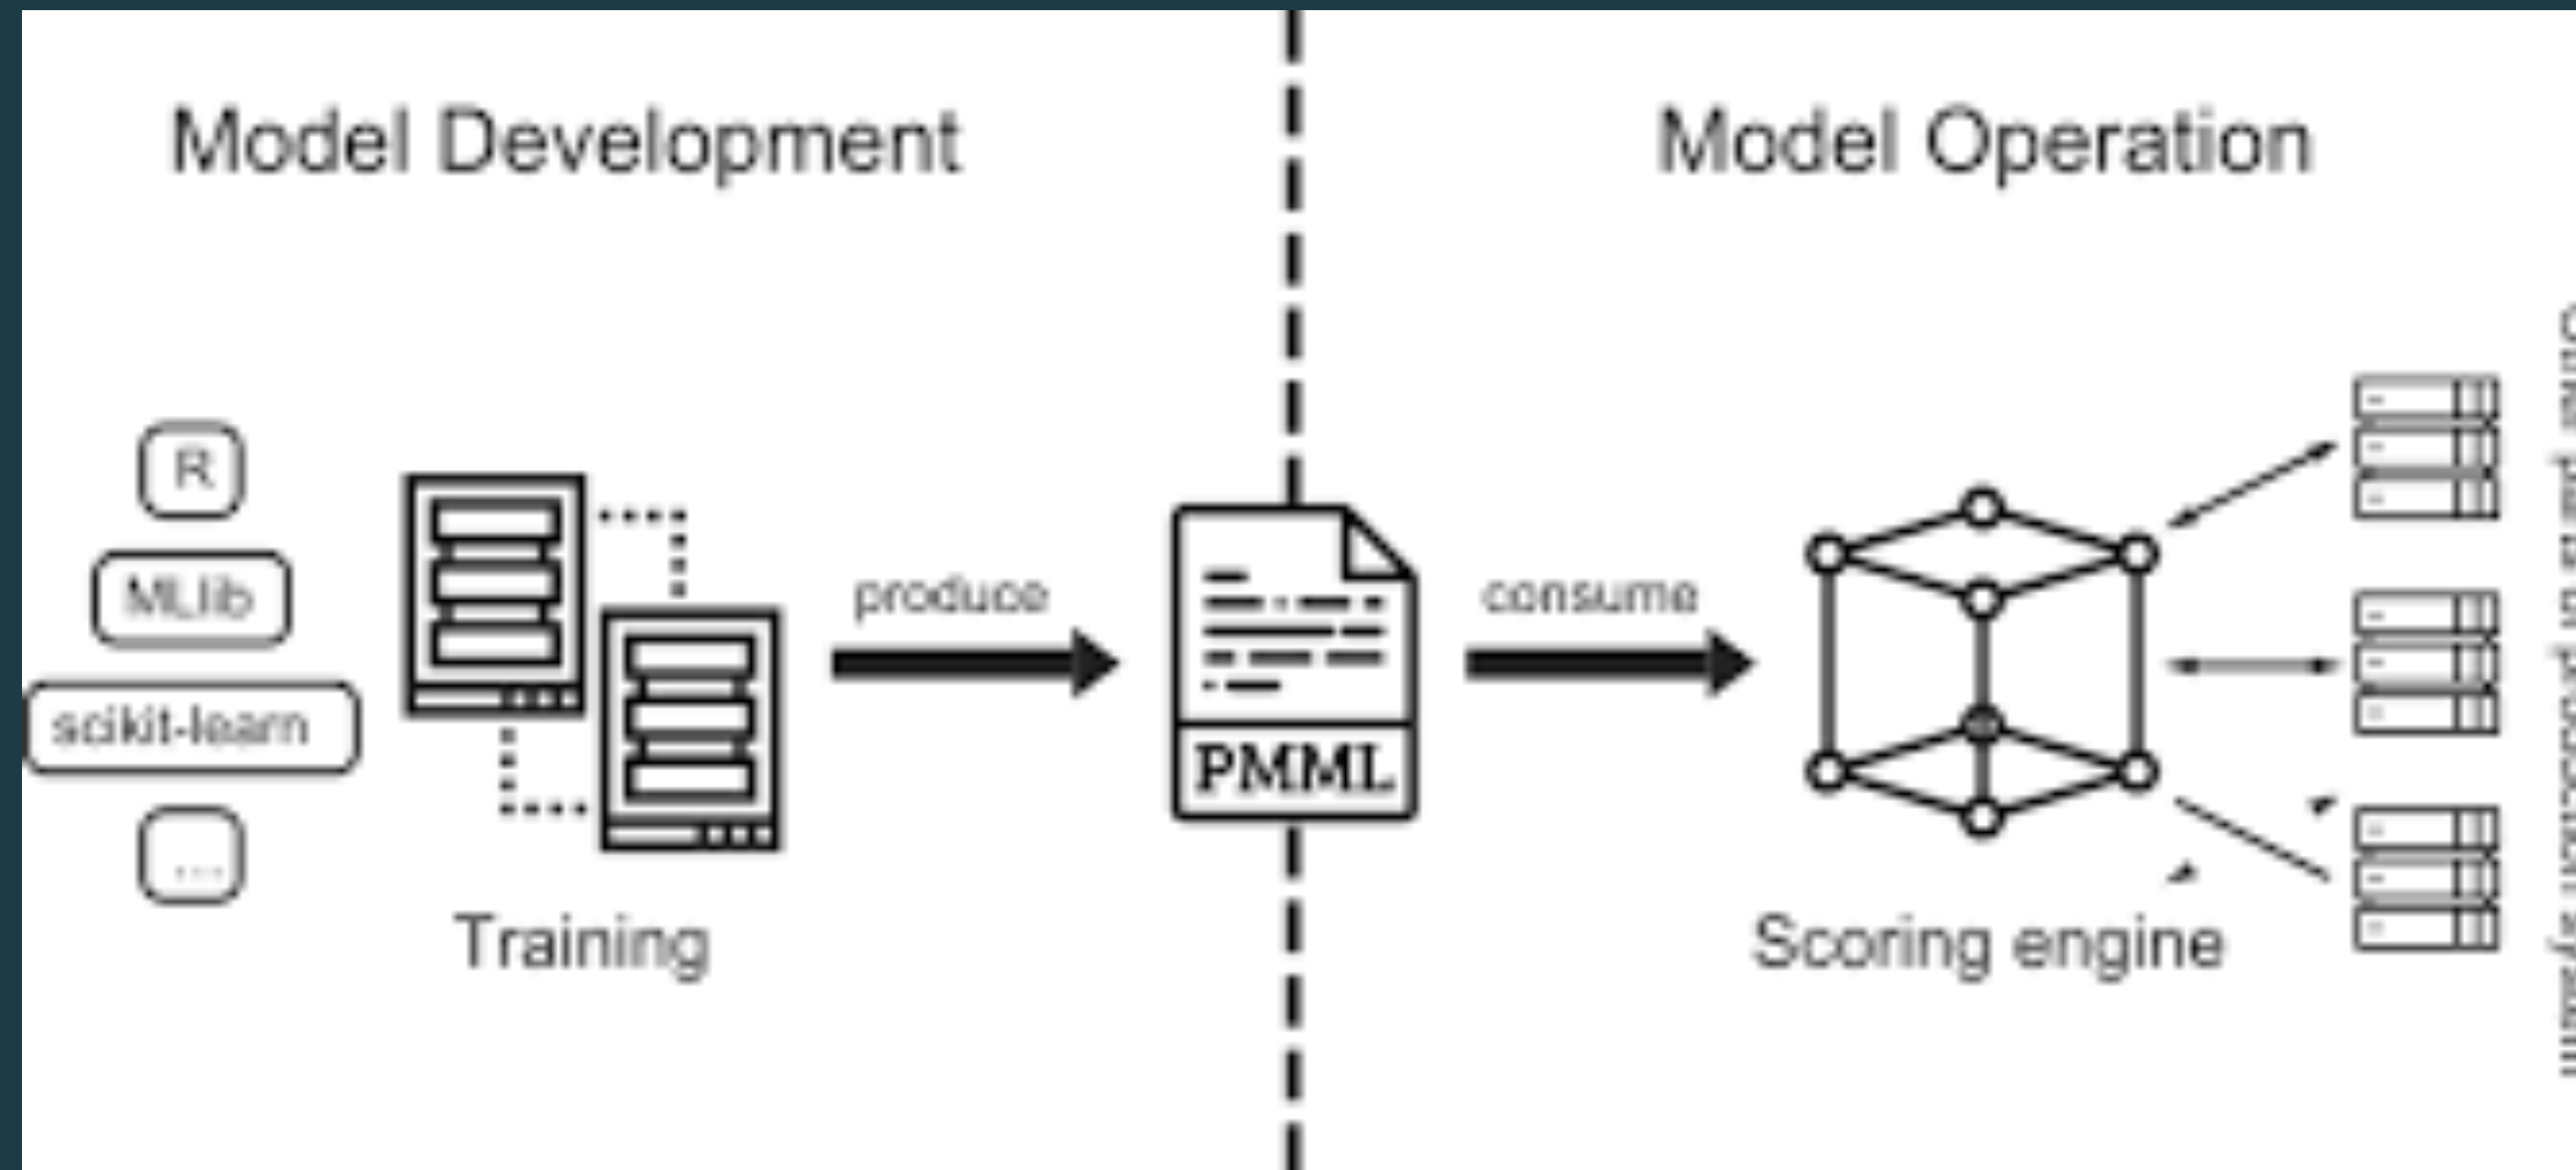 Model Development
Model Operation
R
MLlib
scikit-learn
...
Training
produce
PMML
consume
Scoring engine